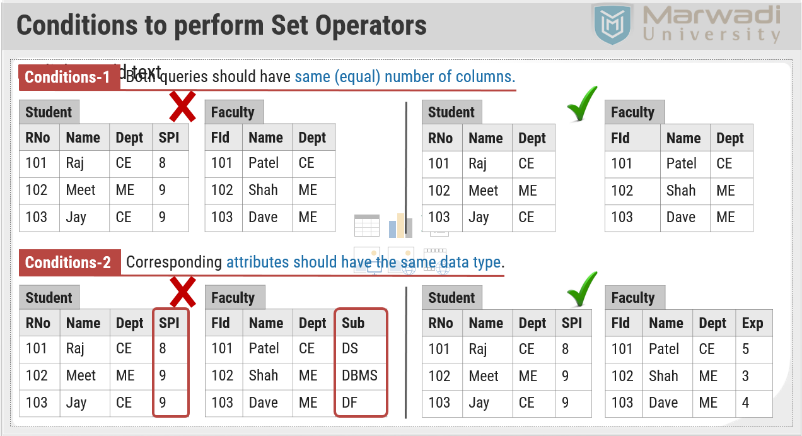 Conditions to perform Set Operators
Marwadi
University
Conditions-1 Both queries should have same (equal) number of columns.
Student Faculty Student Faculty
RNo Name Dept SPI FId Name Dept RNo Name Dept FId Name Dept
101 Raj CE 8 101 Patel CE 101 Raj CE 101 Patel CE
102 Meet ME 9 102 Shah ME 102 Meet ME 102 Shah ME
103 Jay CE 9 103 Dave ME 103 Jay CE 103 Dave ME
Conditions-2 Corresponding attributes should have the same data type.
Student Faculty Student Faculty
RNo Name Dept SPI FId Name Dept Sub RNo Name Dept SPI FId Name Dept Exp
101 Raj CE 8 101 Patel CE DS 101 Raj CE 8 101 Patel CE 5
102 Meet ME 9 102 Shah ME DBMS 102 Meet ME 9 102 Shah ME 3
103 Jay CE 9 103 Dave ME DF 103 Jay CE 9 103 Dave ME 4